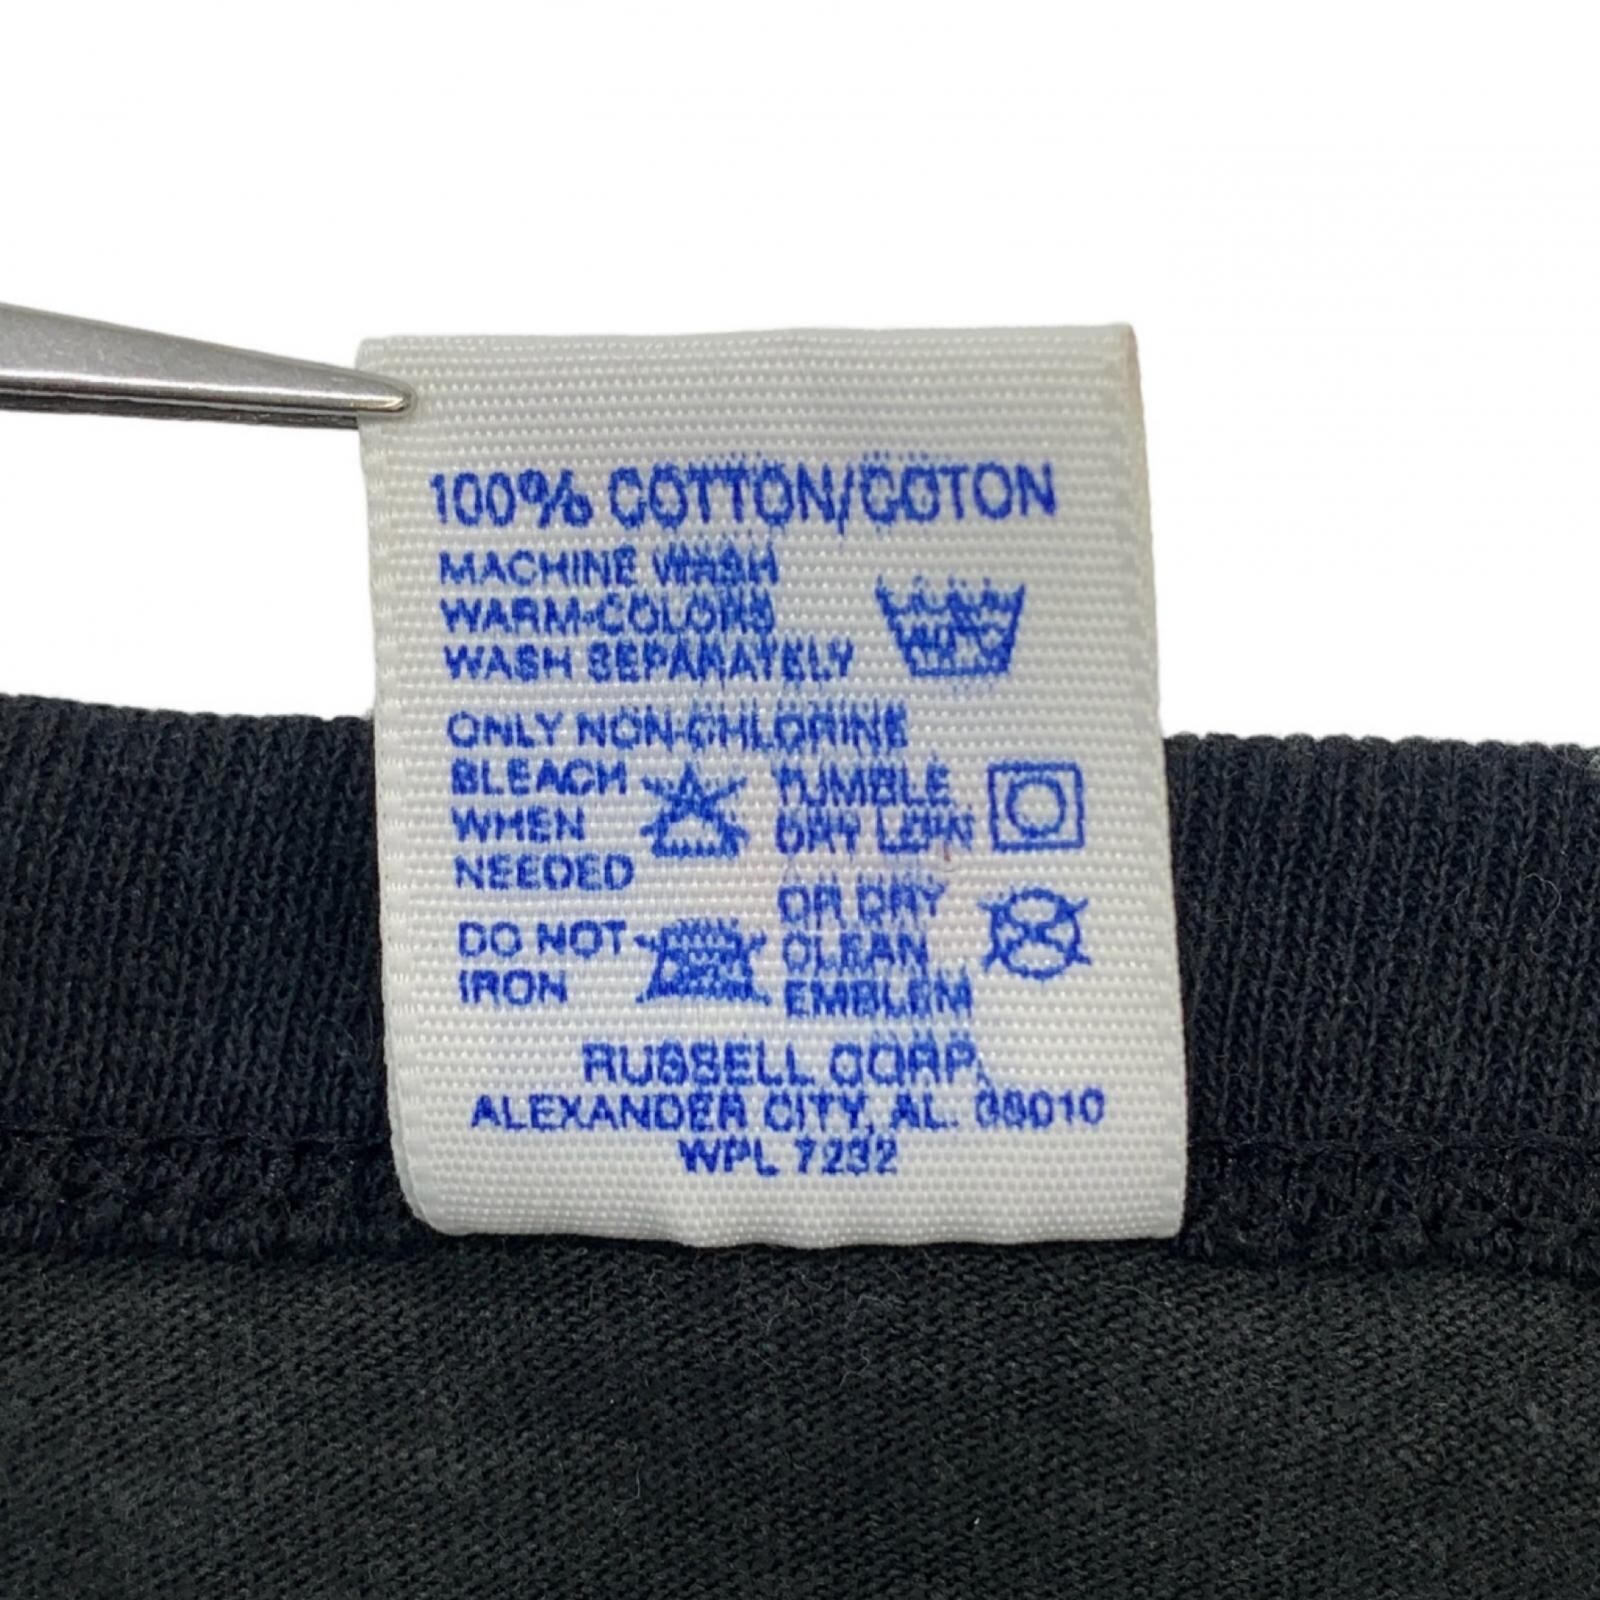 100% COTTON/COTON
MACHINE WASH
WARM-COLORS
WASH SEPARATELY
ONLY NON-CHLORINE
BLEACH
WHEN
NEEDED
TUMBLE
DRY LOW
DO NOT
IRON
OR DRY
CLEAN
EMBLEM
RUSSELL CORP.
ALEXANDER CITY, AL. 35010
WPL 7232